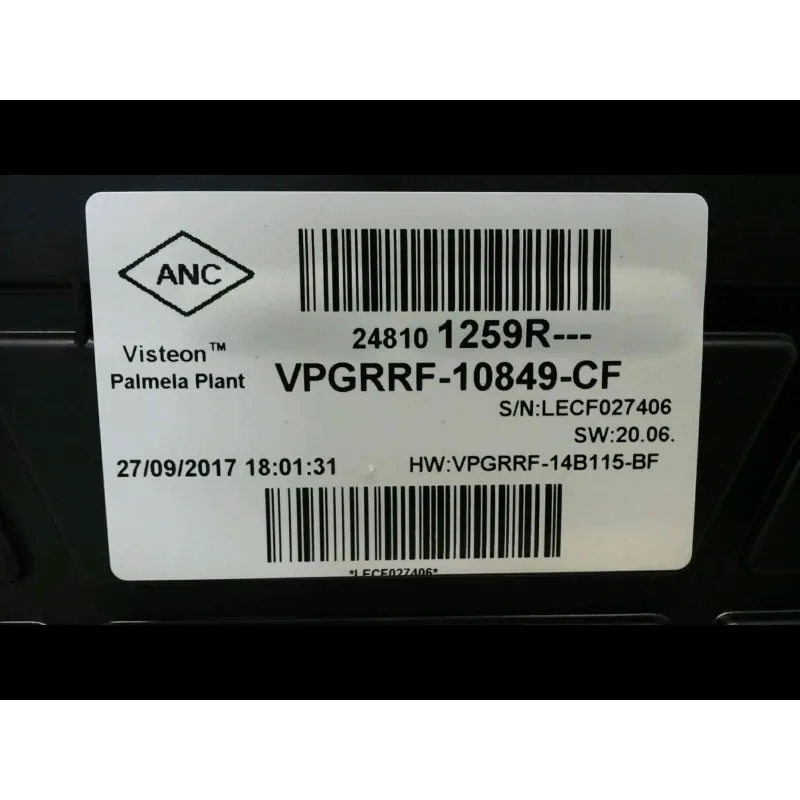 ANC
24810 1259R---
Visteon™
VPGRRF-10849-CF
Palmela Plant
S/N:LECF027406
SW:20.06.
27/09/2017 18:01:31
HW:VPGRRF-14B115-BF
*LECF027406*